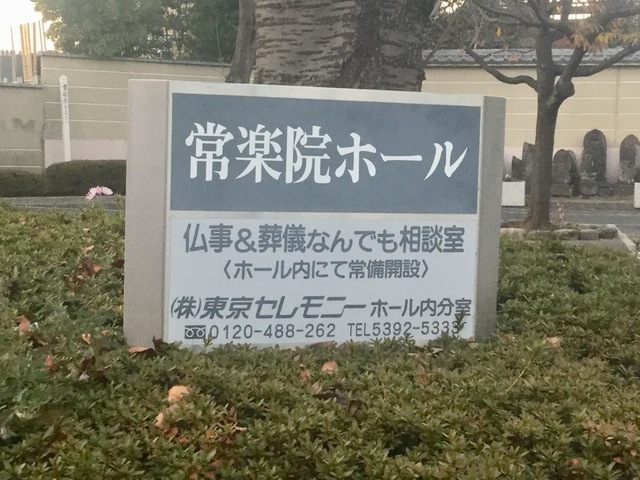 常楽院ホール
仏事&葬儀なんでも相談室
〈ホール内にて常備開設〉
(株)東京セレモニーホール内分室
0120-488-262 TEL5392-5333